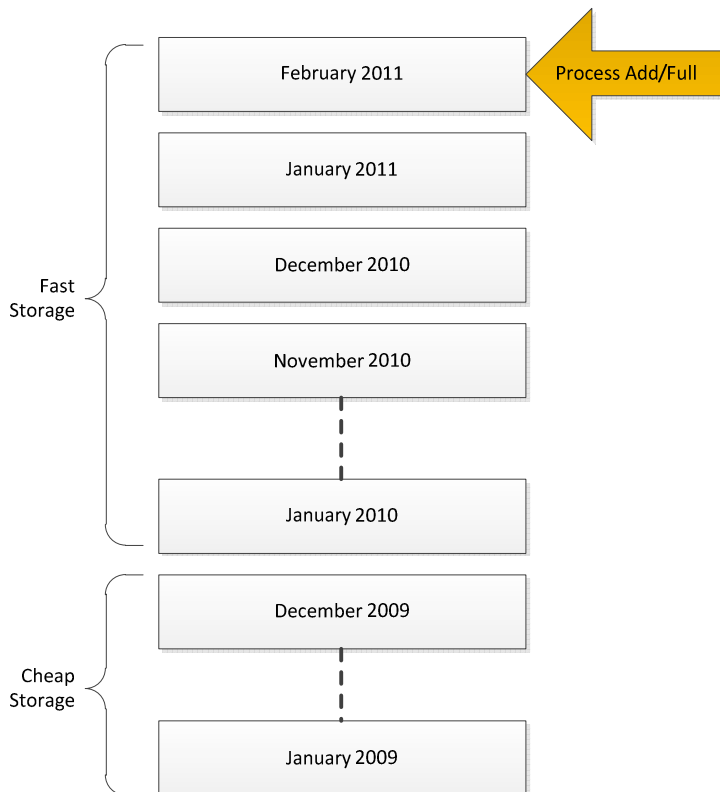 February 2011
Process Add/Full
January 2011
December 2010
Fast
Storage
November 2010
January 2010
December 2009
Cheap
Storage
January 2009